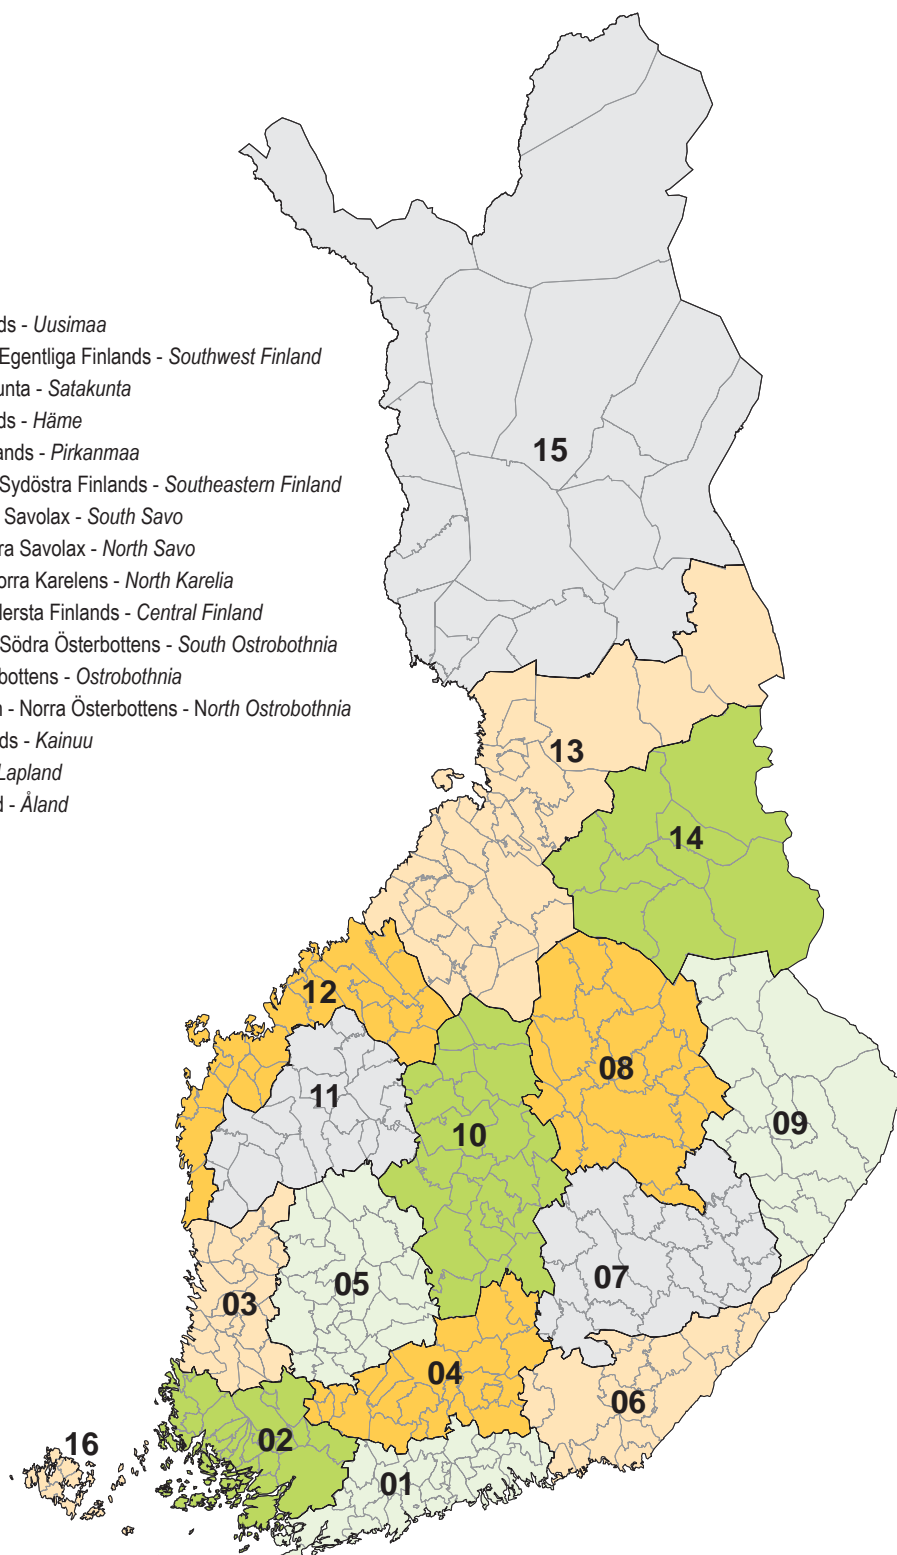 ds - Uusimaa
Egentliga Finlands - Southwest Finland
unta - Satakunta
ds - Häme
ands - Pirkanmaa
Sydöstra Finlands - Southeastern Finland
Savolax - South Savo
ra Savolax - North Savo
orra Karelens - North Karelia
lersta Finlands - Central Finland
Södra Österbottens - South Ostrobothnia
bottens - Ostrobothnia
n - Norra Österbottens - North Ostrobothnia
ds - Kainuu
Lapland
d - Åland
15
13
14
12
08
11
09
10
07
05
03
04
06
16
02
01